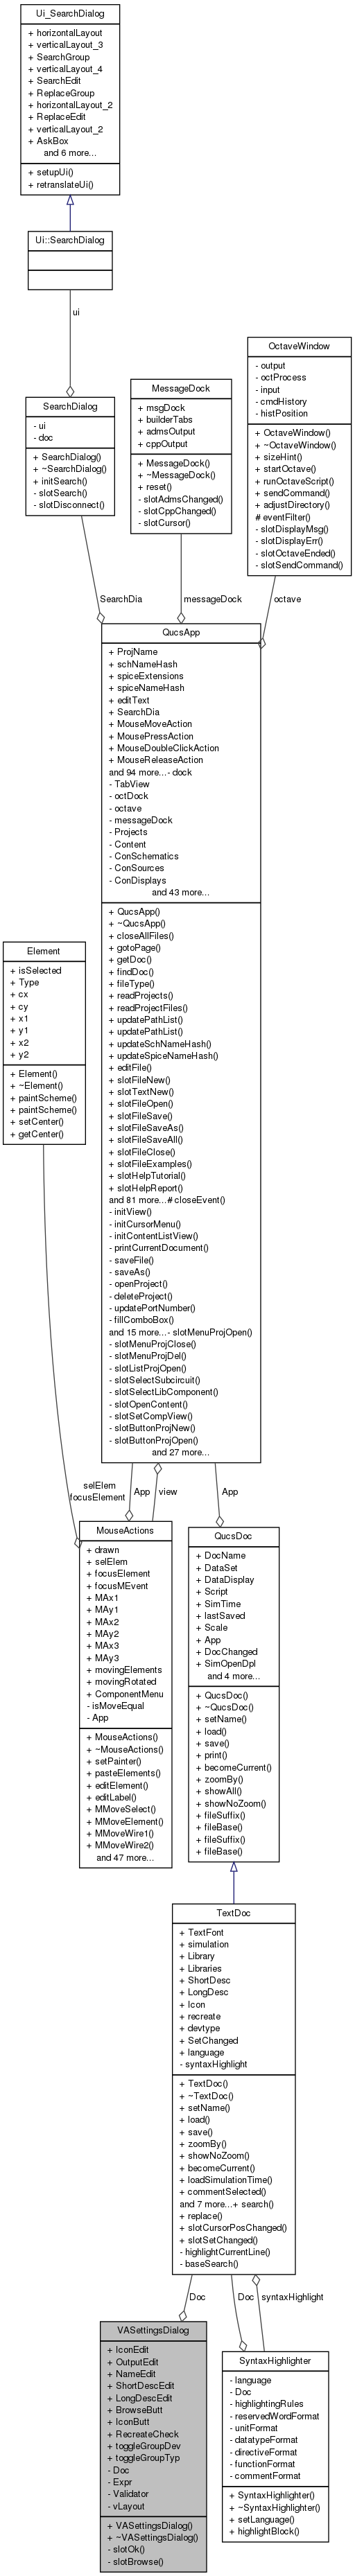 Ui_SearchDialog
+ horizontalLayout
+ verticalLayout_3
+ SearchGroup
+ verticalLayout_4
+ SearchEdit
+ ReplaceGroup
+ horizontalLayout_2
+ ReplaceEdit
+ verticalLayout_2
+ AskBox
and 6 more...
+ setupUi()
+ retranslateUi()
Ui::SearchDialog
ui
SearchDialog
- ui
- doc
+ SearchDialog()
+ ~SearchDialog()
+ initSearch()
- slotSearch()
- slotDisconnect()
MessageDock
+ msgDock
+ builderTabs
+ admsOutput
+ cppOutput
+ MessageDock()
+ ~MessageDock()
+ reset()
- slotAdmsChanged()
- slotCppChanged()
- slotCursor()
OctaveWindow
- output
- octProcess
- input
- cmdHistory
- histPosition
+ OctaveWindow()
+ ~OctaveWindow()
+ sizeHint()
+ startOctave()
+ runOctaveScript()
+ sendCommand()
+ adjustDirectory()
# eventFilter()
- slotDisplayMsg()
- slotDisplayErr()
- slotOctaveEnded()
- slotSendCommand()
SearchDia
messageDock
octave
QucsApp
+ ProjName
+ schNameHash
+ spiceExtensions
+ spiceNameHash
+ editText
+ SearchDia
+ MouseMoveAction
+ MousePressAction
+ MouseDoubleClickAction
+ MouseReleaseAction
and 94 more...- dock
- TabView
- octDock
- octave
- messageDock
- Projects
- Content
- ConSchematics
- ConSources
- ConDisplays
and 43 more...
+ QucsApp()
+ ~QucsApp()
+ closeAllFiles()
+ gotoPage()
+ getDoc()
+ findDoc()
+ fileType()
+ readProjects()
+ readProjectFiles()
+ updatePathList()
+ updatePathList()
+ updateSchNameHash()
+ updateSpiceNameHash()
+ editFile()
+ slotFileNew()
+ slotTextNew()
+ slotFileOpen()
+ slotFileSave()
+ slotFileSaveAs()
+ slotFileSaveAll()
+ slotFileClose()
+ slotFileExamples()
+ slotHelpTutorial()
+ slotHelpReport()
and 81 more...# closeEvent()
- initView()
- initCursorMenu()
- initContentListView()
- printCurrentDocument()
- saveFile()
- saveAs()
- openProject()
- deleteProject()
- updatePortNumber()
- fillComboBox()
and 15 more...- slotMenuProjOpen()
- slotMenuProjClose()
- slotMenuProjDel()
- slotListProjOpen()
- slotSelectSubcircuit()
- slotSelectLibComponent()
- slotOpenContent()
- slotSetCompView()
- slotButtonProjNew()
- slotButtonProjOpen()
and 27 more...
Element
+ isSelected
+ Type
+ cx
+ cy
+ x1
+ y1
+ x2
+ y2
+ Element()
+ ~Element()
+ paintScheme()
+ paintScheme()
+ setCenter()
+ getCenter()
selElem
focusElement
App
view
App
MouseActions
+ drawn
+ selElem
+ focusElement
+ focusMEvent
+ MAx1
+ MAy1
+ MAx2
+ MAy2
+ MAx3
+ MAy3
+ movingElements
+ movingRotated
+ ComponentMenu
- isMoveEqual
- App
+ MouseActions()
+ ~MouseActions()
+ setPainter()
+ pasteElements()
+ editElement()
+ editLabel()
+ MMoveSelect()
+ MMoveElement()
+ MMoveWire1()
+ MMoveWire2()
and 47 more...
QucsDoc
+ DocName
+ DataSet
+ DataDisplay
+ Script
+ SimTime
+ lastSaved
+ Scale
+ App
+ DocChanged
+ SimOpenDpl
and 4 more...
+ QucsDoc()
+ ~QucsDoc()
+ setName()
+ load()
+ save()
+ print()
+ becomeCurrent()
+ zoomBy()
+ showAll()
+ showNoZoom()
+ fileSuffix()
+ fileBase()
+ fileSuffix()
+ fileBase()
TextDoc
+ TextFont
+ simulation
+ Library
+ Libraries
+ ShortDesc
+ LongDesc
+ Icon
+ recreate
+ devtype
+ SetChanged
+ language
- syntaxHighlight
+ TextDoc()
+ ~TextDoc()
+ setName()
+ load()
+ save()
+ zoomBy()
+ showNoZoom()
+ becomeCurrent()
+ loadSimulationTime()
+ commentSelected()
and 7 more...+ search()
+ replace()
+ slotCursorPosChanged()
+ slotSetChanged()
- highlightCurrentLine()
- baseSearch()
Doc
Doc
syntaxHighlight
VASettingsDialog
+ IconEdit
+ OutputEdit
+ NameEdit
+ ShortDescEdit
+ LongDescEdit
+ BrowseButt
+ IconButt
+ RecreateCheck
+ toggleGroupDev
+ toggleGroupTyp
- Doc
- Expr
- Validator
- vLayout
+ VASettingsDialog()
+ ~VASettingsDialog()
- slotOk()
- slotBrowse()
SyntaxHighlighter
- language
- Doc
- highlightingRules
- reservedWordFormat
- unitFormat
- datatypeFormat
- directiveFormat
- functionFormat
- commentFormat
+ SyntaxHighlighter()
+ ~SyntaxHighlighter()
+ setLanguage()
+ highlightBlock()